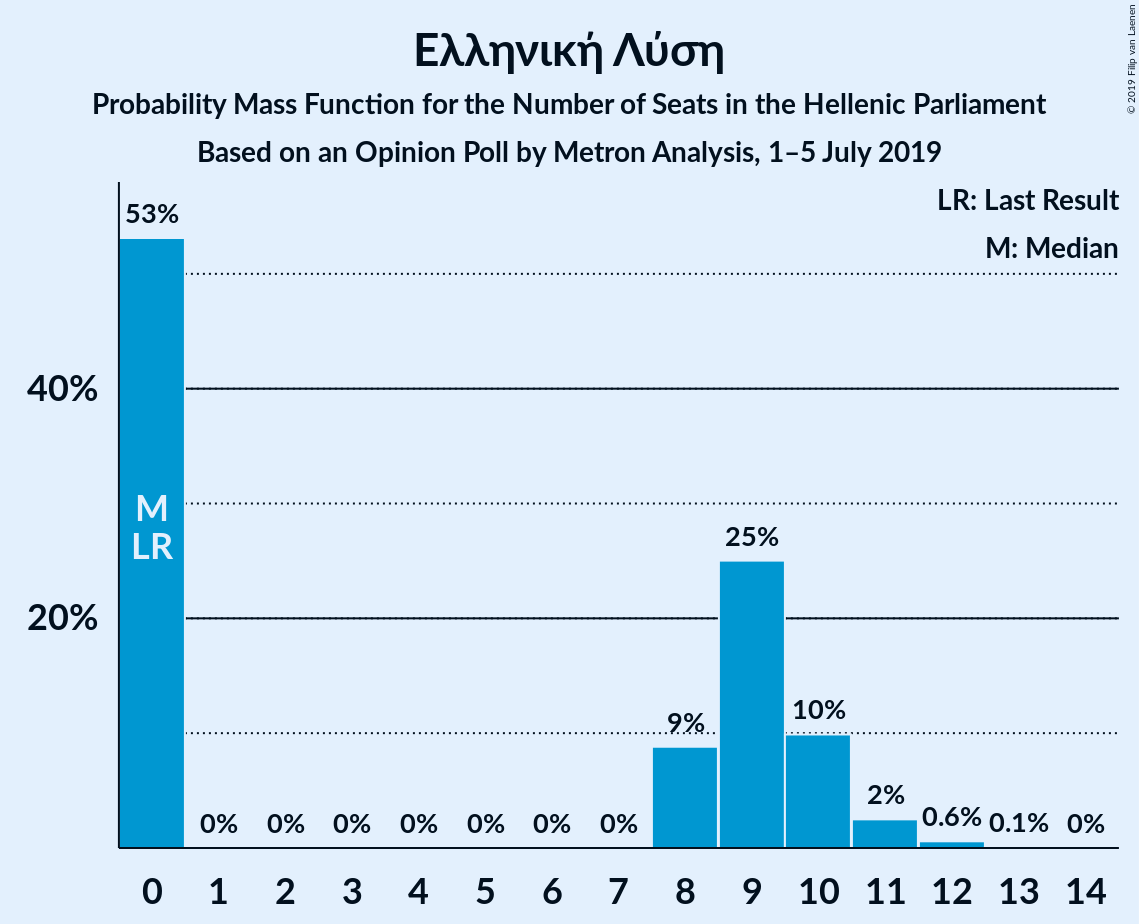 Ελληνική Λύση
Probability Mass Function for the Number of Seats in the Hellenic Parliament
Based on an Opinion Poll by Metron Analysis, 1–5 July 2019
© 2019 Filip van Laenen
LR: Last Result
M: Median
53%
40%
M
LR
25%
20%
9%
10%
0% 0% 0% 0% 0% 0% 0% 2% 0.6% 0.1% 0%
0 1 2 3 4 5 6 7 8 9 10 11 12 13 14